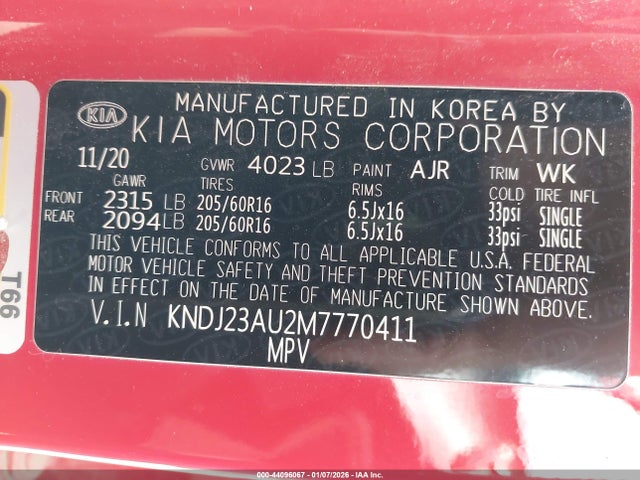 KIA MANUFACTURED IN KOREA BY
KIA MOTORS CORPORATION
11/20 GVWR 4023 LB PAINT AJR TRIM WK
GAWR TIRES RIMS COLD TIRE INFL
FRONT 2315 LB 205/60R16 6.5Jx16 33psi SINGLE
REAR 2094 LB 205/60R16 6.5Jx16 33psi SINGLE
THIS VEHICLE CONFORMS TO ALL APPLICABLE U.S.A. FEDERAL
MOTOR VEHICLE SAFETY AND THEFT PREVENTION STANDARDS
IN EFFECT ON THE DATE OF MANUFACTURE SHOWN ABOVE.
V.I.N KNDJ23AU2M7770411
MPV
T66
000-44096067 - 01/07/2026 - IAAI.com